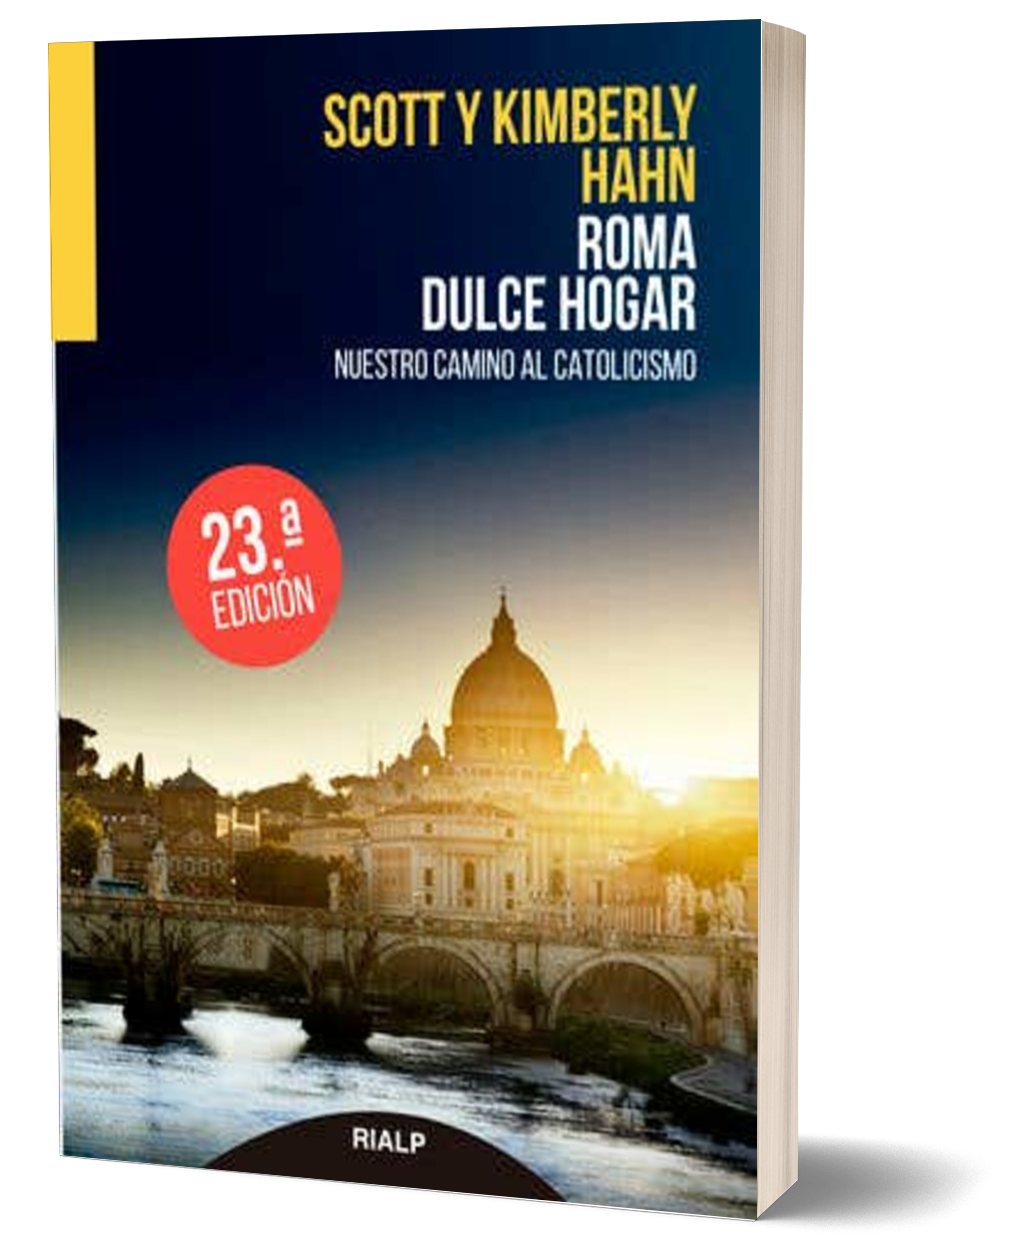 SCOTT Y KIMBERLY
HAHN
ROMA
DULCE HOGAR
NUESTRO CAMINO AL CATOLICISMO
23.ª
EDICIÓN
RIALP